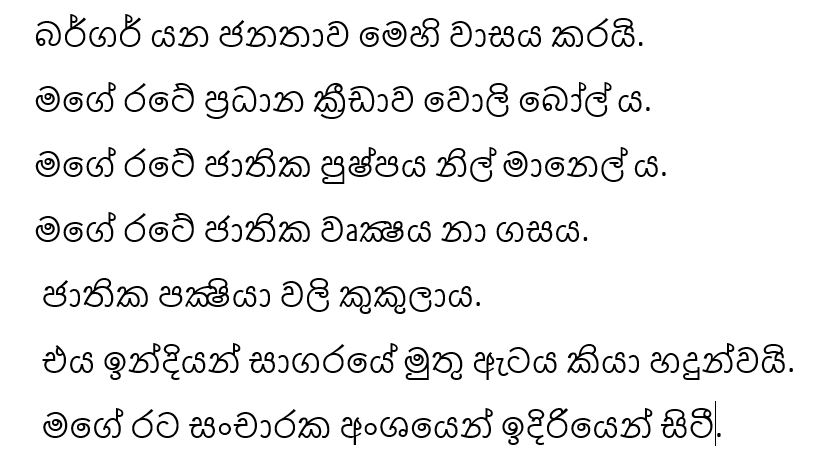 බර්ගර් යන ජනතාව මෙහි වාසය කරයි.
මගේ රටේ ප්‍රධාන ක්‍රීඩාව වොලි බෝල් ය.
මගේ රටේ ජාතික පුෂ්පය නිල් මානෙල් ය.
මගේ රටේ ජාතික වෘක්‍ෂය නා ගසය.
ජාතික පක්‍ෂියා වලි කුකුලාය.
එය ඉන්දියන් සාගරයේ මුතු ඇටය කියා හදුන්වයි.
මගේ රට සංචාරක අංශයෙන් ඉදිරියෙන් සිටී.